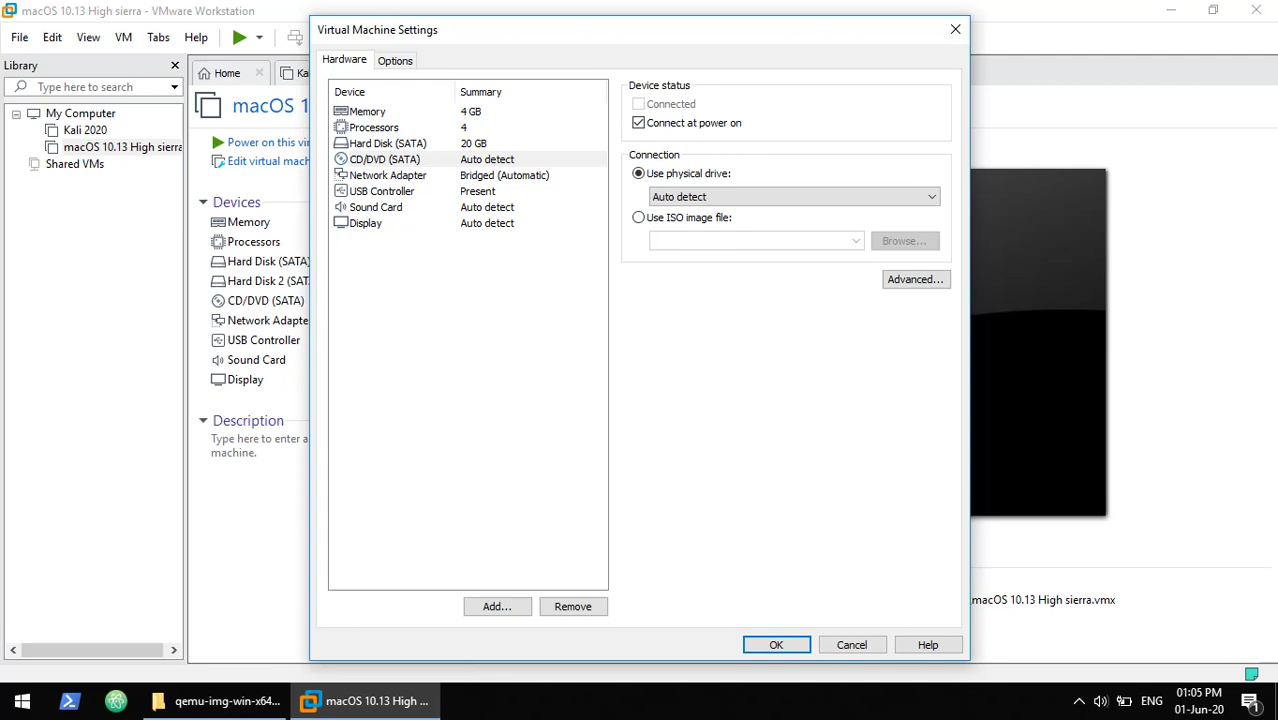 macOS 10.13 High sierra - VMware Workstation
File Edit View VM Tabs Help
Library
Type here to search
My Computer
Kali 2020
macOS 10.13 High sierra
Shared VMs
Home
macOS 1
Power on this vir
Edit virtual mach
Devices
Memory
Processors
Hard Disk (SATA)
Hard Disk 2 (SAT
CD/DVD (SATA)
Network Adapte
USB Controller
Sound Card
Display
Description
Type here to enter a
machine.
Virtual Machine Settings
Hardware Options
Device Summary
Memory 4 GB
Processors 4
Hard Disk (SATA) 20 GB
CD/DVD (SATA) Auto detect
Network Adapter Bridged (Automatic)
USB Controller Present
Sound Card Auto detect
Display Auto detect
Add... Remove
Device status
Connected
Connect at power on
Connection
Use physical drive:
Auto detect
Use ISO image file:
Browse...
Advanced...
OK Cancel Help
macOS 10.13 High sierra.vmx
qemu-img-win-x64... macOS 10.13 High ...
ENG
01:05 PM
01-Jun-20
1